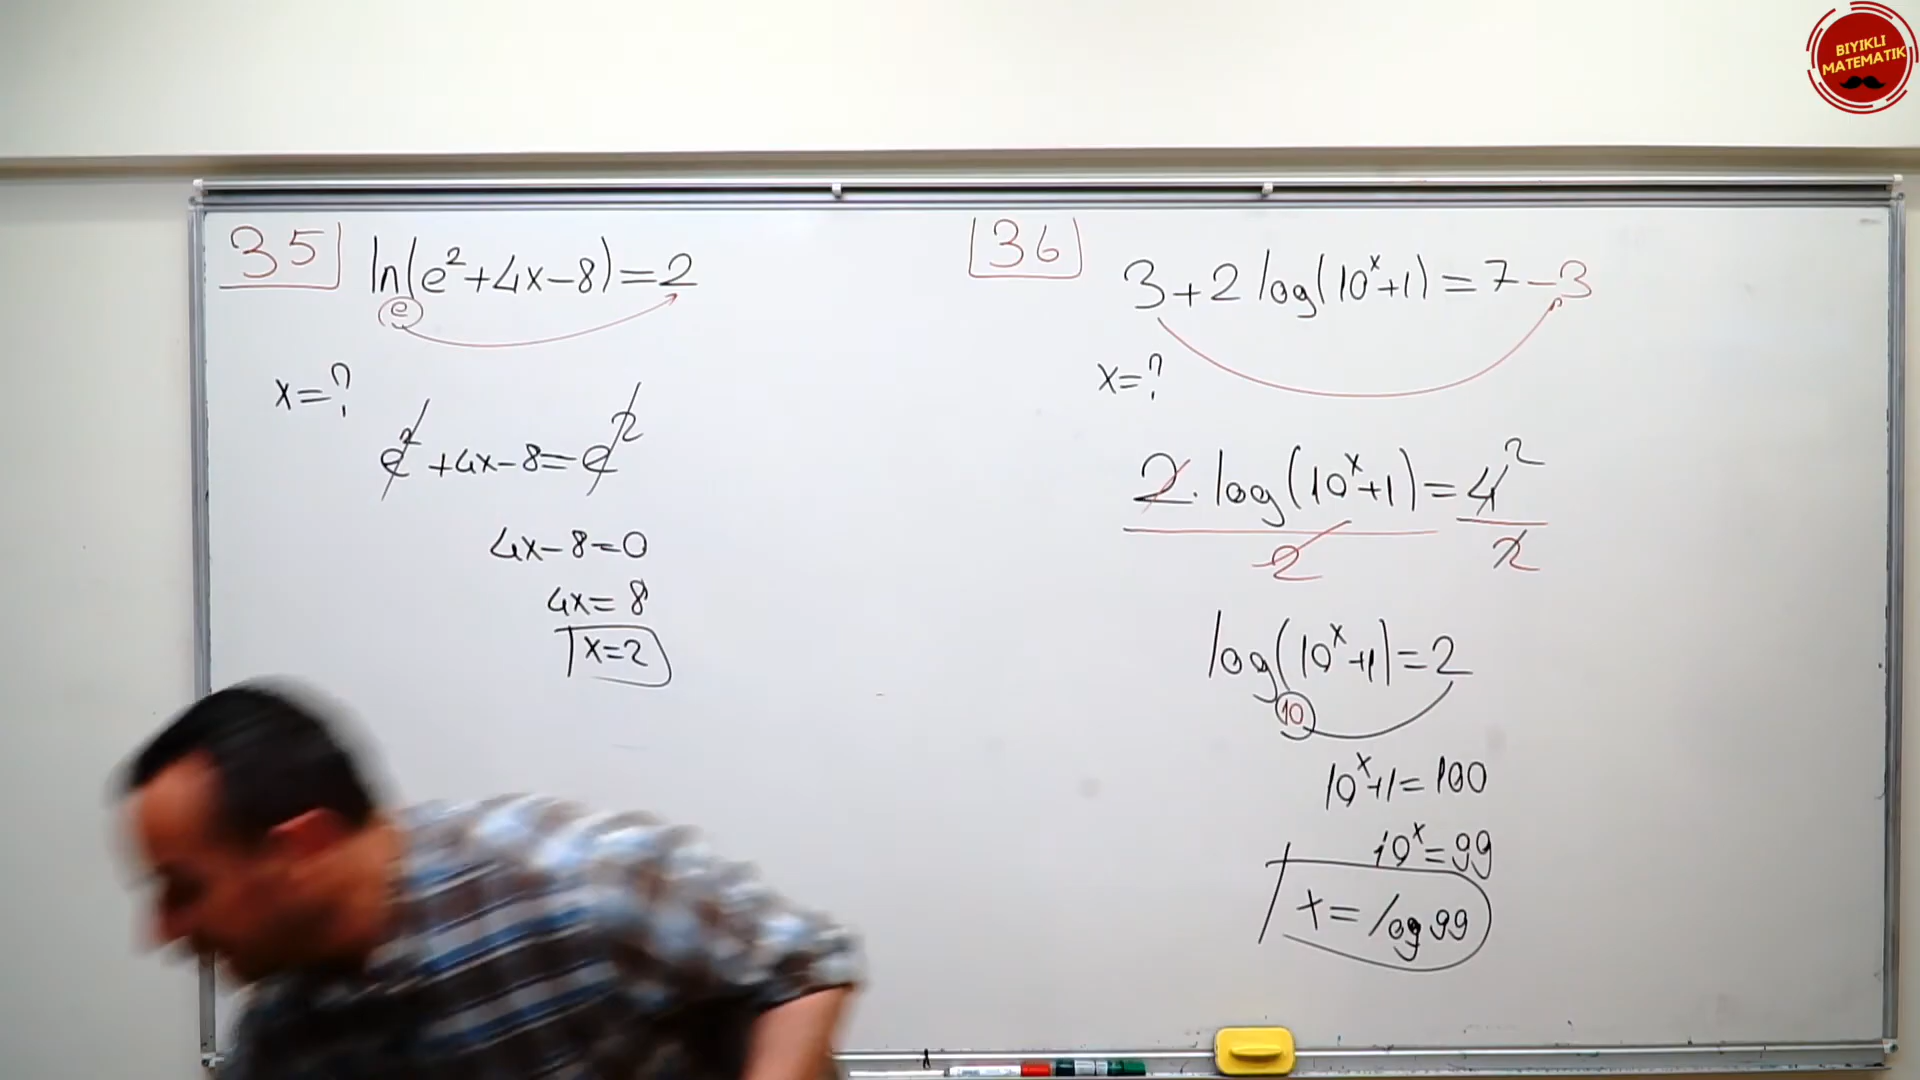 BIYIKLI
MATEMATIK
35
ln(e²+4x-8)=2
e
x=?
e²+4x-8=e²
4x-8=0
4x=8
x=2
36
3+2log(10ˣ+1)=7-3
x=?
2.log(10ˣ+1)=4²
2 2
log(10ˣ+1)=2
10
10ˣ+1=100
10ˣ=99
x=log99